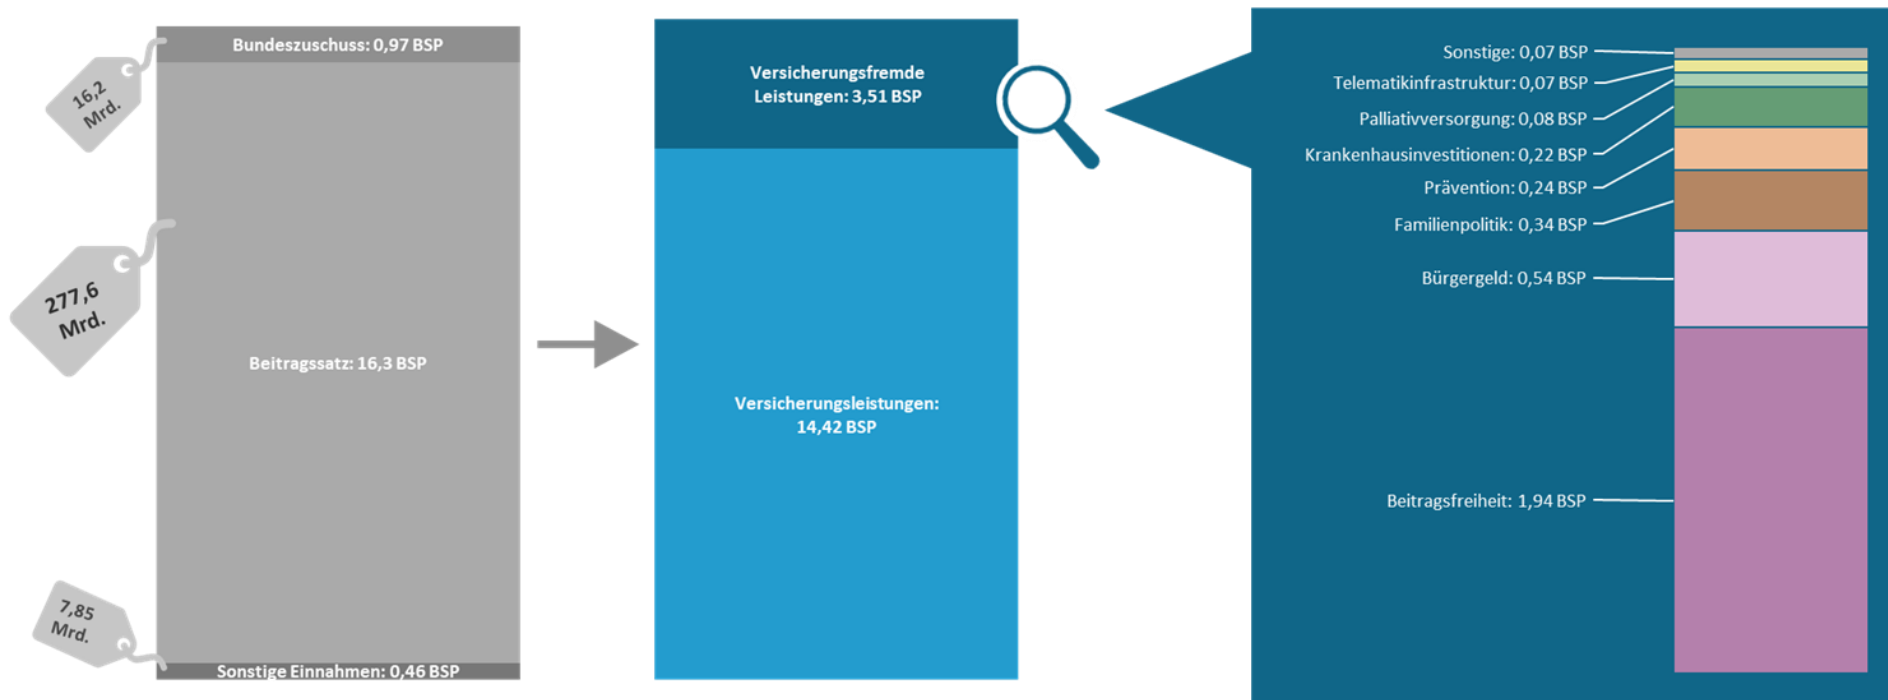 Bundeszuschuss: 0,97 BSP
16,2
Mrd.
277,6
Mrd.
Beitragssatz: 16,3 BSP
7,85
Mrd.
Sonstige Einnahmen: 0,46 BSP
Versicherungsfremde
Leistungen: 3,51 BSP
Versicherungsleistungen:
14,42 BSP
Sonstige: 0,07 BSP
Telematikinfrastruktur: 0,07 BSP
Palliativversorgung: 0,08 BSP
Krankenhausinvestitionen: 0,22 BSP
Prävention: 0,24 BSP
Familienpolitik: 0,34 BSP
Bürgergeld: 0,54 BSP
Beitragsfreiheit: 1,94 BSP